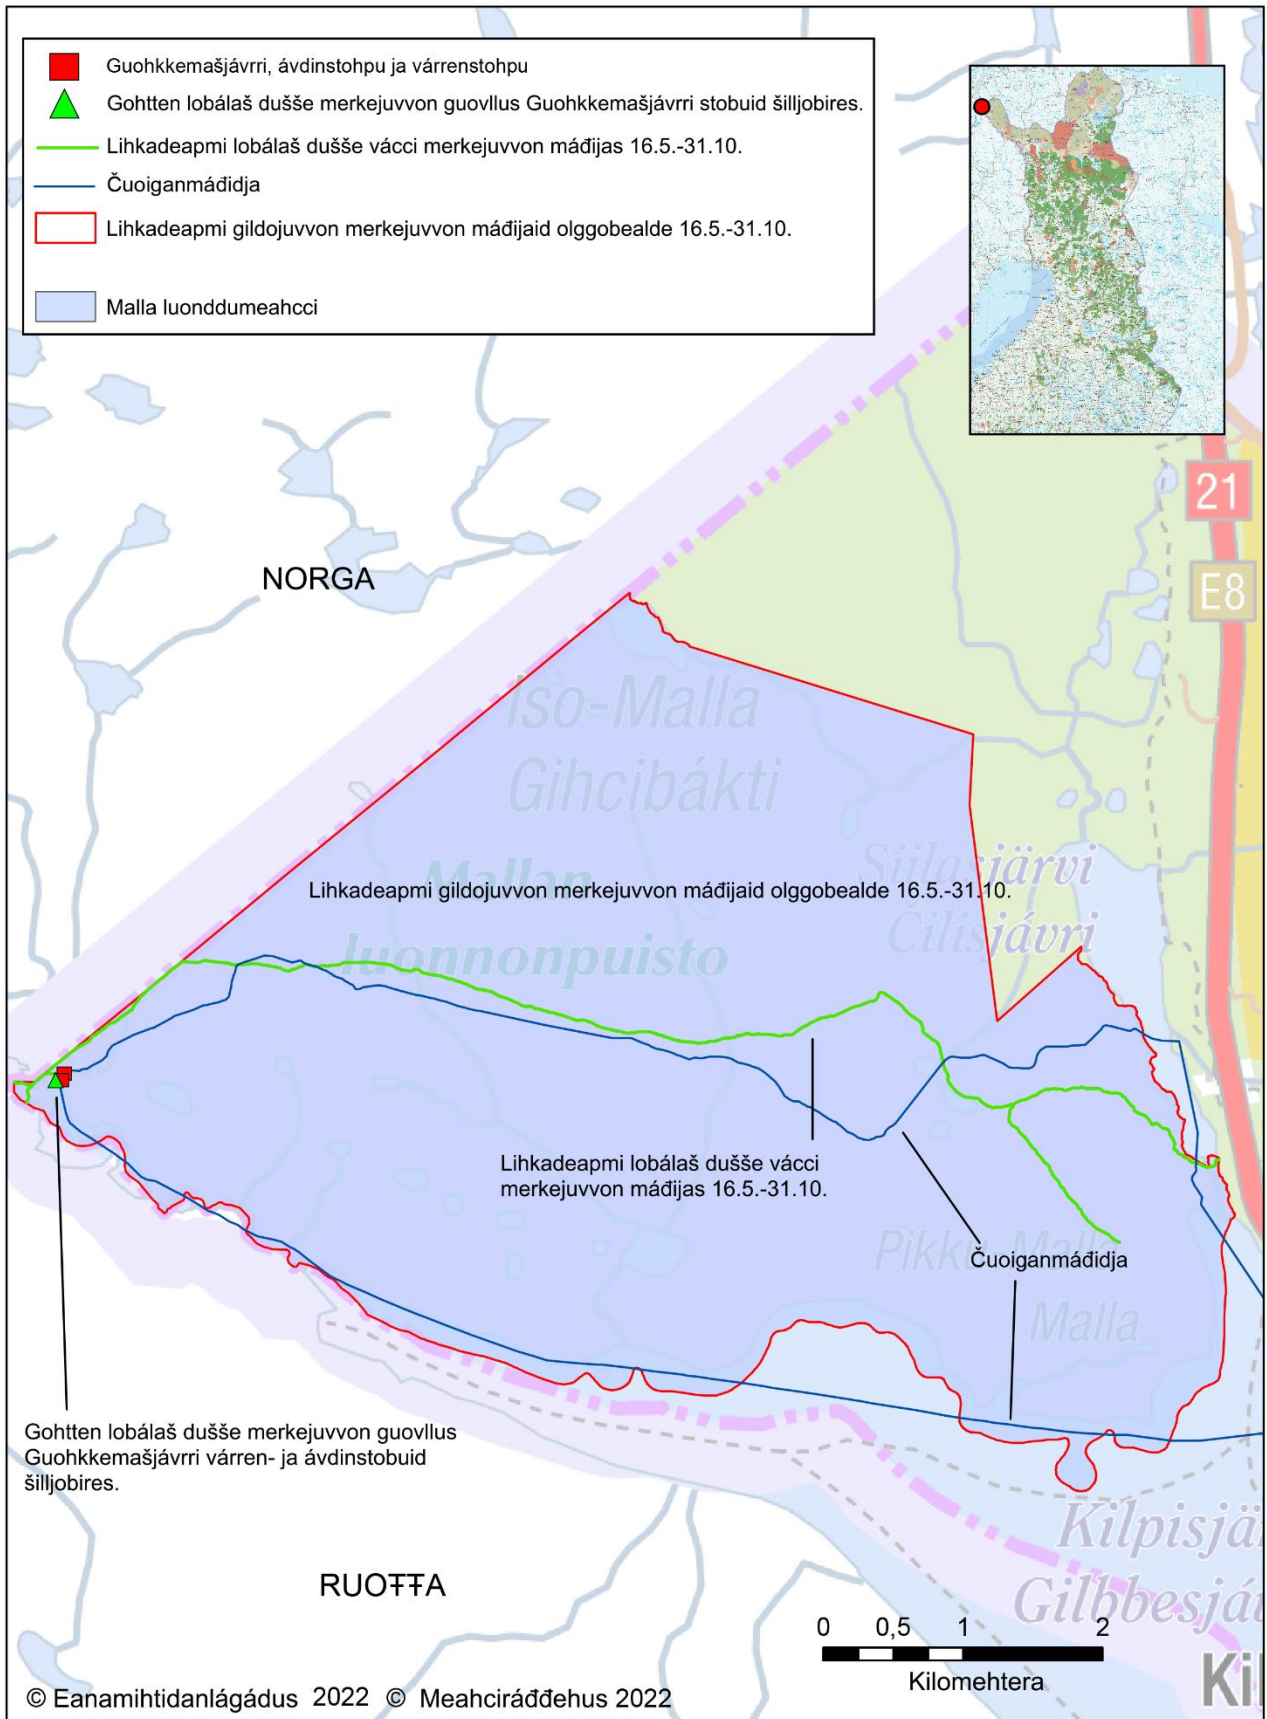 Guohkkemašjávrri, ávdinstohpu ja várrenstohpu
Gohtten lobálaš dušše merkejuvvon guovllus Guohkkemašjávrri stobuid šilljobires.
Lihkadeapmi lobálaš dušše vácci merkejuvvon máđijas 16.5.-31.10.
Čuoiganmáđidja
Lihkadeapmi gildojuvvon merkejuvvon máđijaid olggobealde 16.5.-31.10.
Malla luonddumeahcci
21
E8
NORGA
Iso-Malla
Gihcibákti
Siilasjärvi
Čilisjávri
Mallan
luonnonpuisto
Lihkadeapmi gildojuvvon merkejuvvon máđijaid olggobealde 16.5.-31.10.
Lihkadeapmi lobálaš dušše vácci
merkejuvvon máđijas 16.5.-31.10.
Pikku-Malla
Čuoiganmáđidja
Malla
Gohtten lobálaš dušše merkejuvvon guovllus
Guohkkemašjávrri várren- ja ávdinstobuid
šilljobires.
Kilpisjä
Gilbbesjá
RUOŦŦA
0 0,5 1 2
Kilomehtera
Kil
© Eanamihtidanlágádus 2022 © Meahciráđđehus 2022